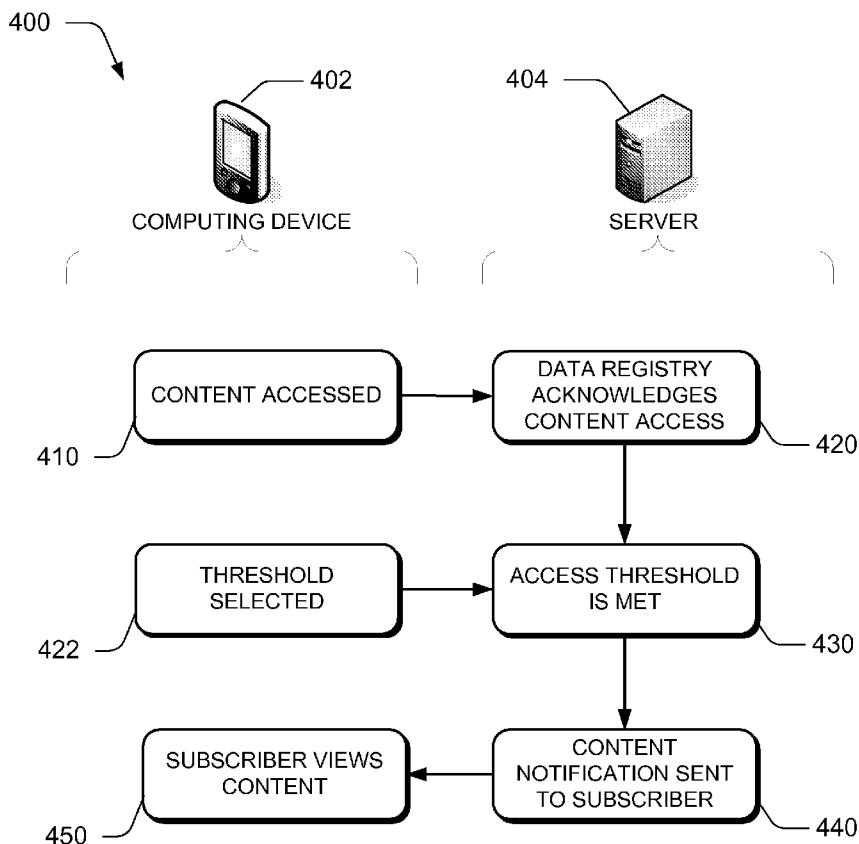 400
402
404
COMPUTING DEVICE
SERVER
CONTENT ACCESSED
410
DATA REGISTRY
ACKNOWLEDGES
CONTENT ACCESS
420
THRESHOLD
SELECTED
422
ACCESS THRESHOLD
IS MET
430
SUBSCRIBER VIEWS
CONTENT
450
CONTENT
NOTIFICATION SENT
TO SUBSCRIBER
440